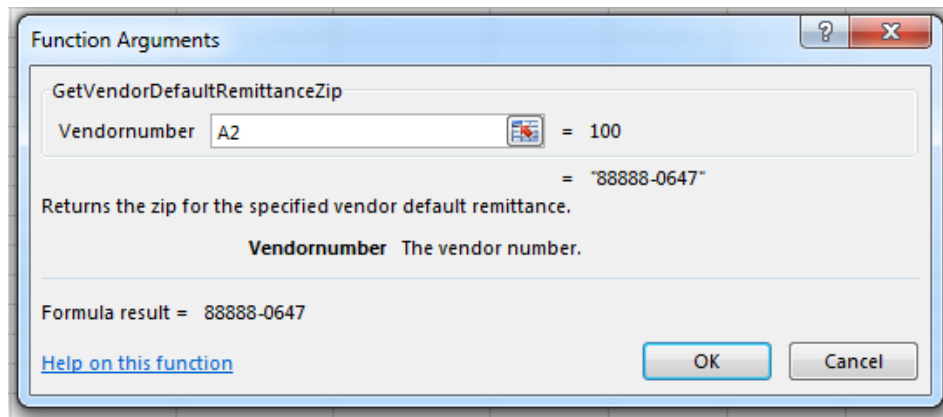 Function Arguments
?
GetVendorDefaultRemittanceZip
Vendornumber A2 = 100
= "88888-0647"
Returns the zip for the specified vendor default remittance.
Vendornumber The vendor number.
Formula result = 88888-0647
Help on this function OK Cancel